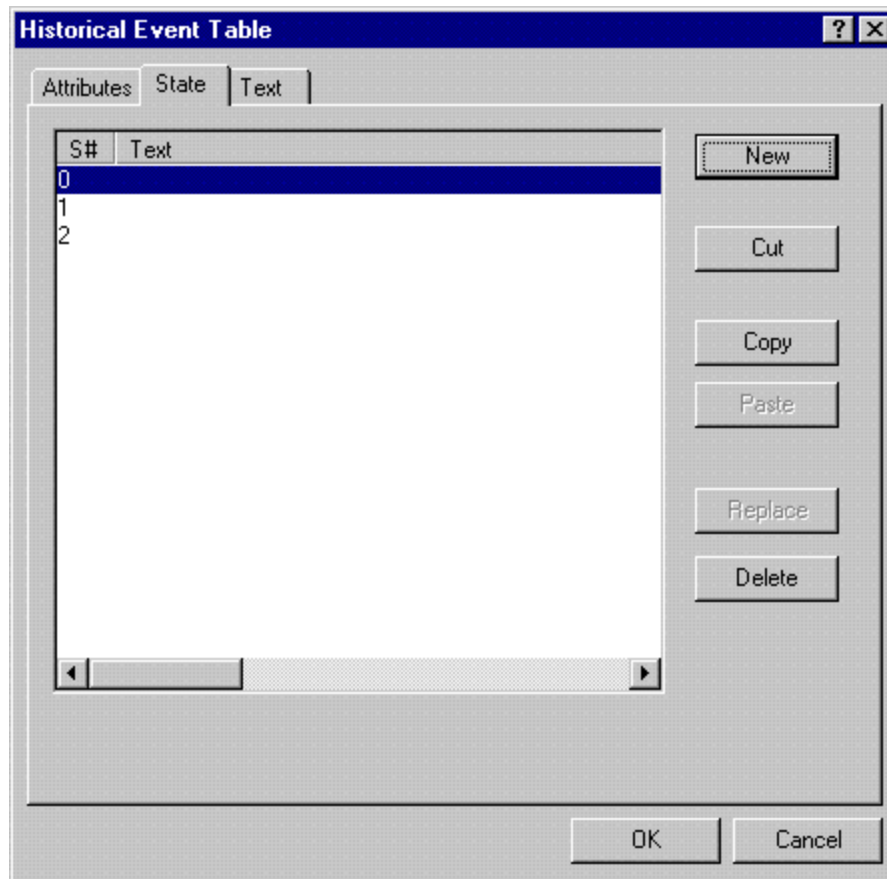 Historical Event Table
Attributes State Text
S# Text
0
1
2
New
Cut
Copy
Paste
Replace
Delete
OK Cancel